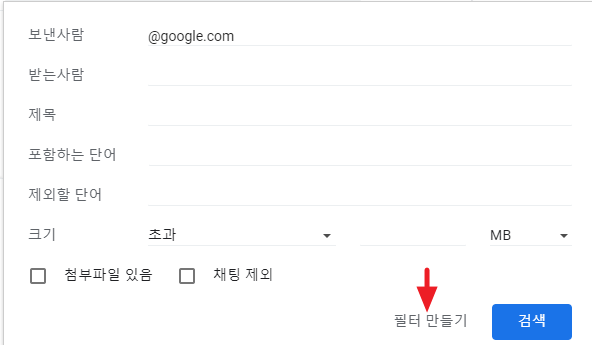 보낸사람 @google.com
받는사람
제목
포함하는 단어
제외할 단어
크기 초과 MB
첨부파일 있음 채팅 제외
필터 만들기 검색